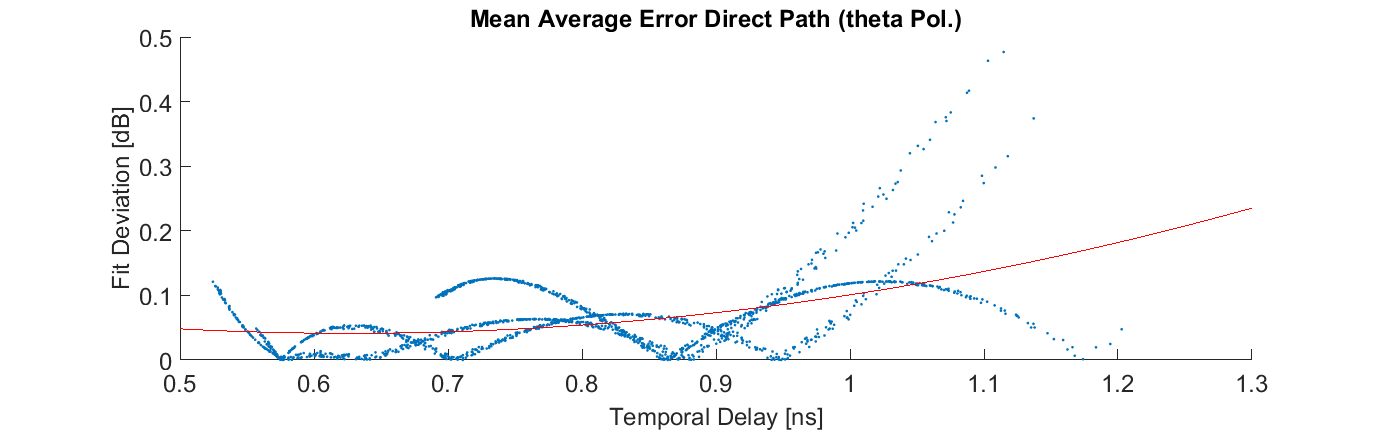 Mean Average Error Direct Path (theta Pol.)
Fit Deviation [dB]
0.5
0.4
0.3
0.2
0.1
0
0.5 0.6 0.7 0.8 0.9 1 1.1 1.2 1.3
Temporal Delay [ns]